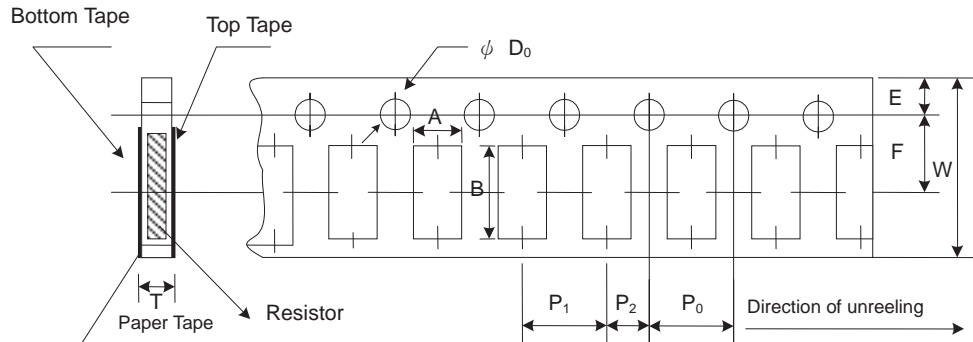 Bottom Tape
Top Tape
ϕ D₀
E
A
F
W
B
P₁
P₂
P₀
Direction of unreeling
T
Resistor
Paper Tape